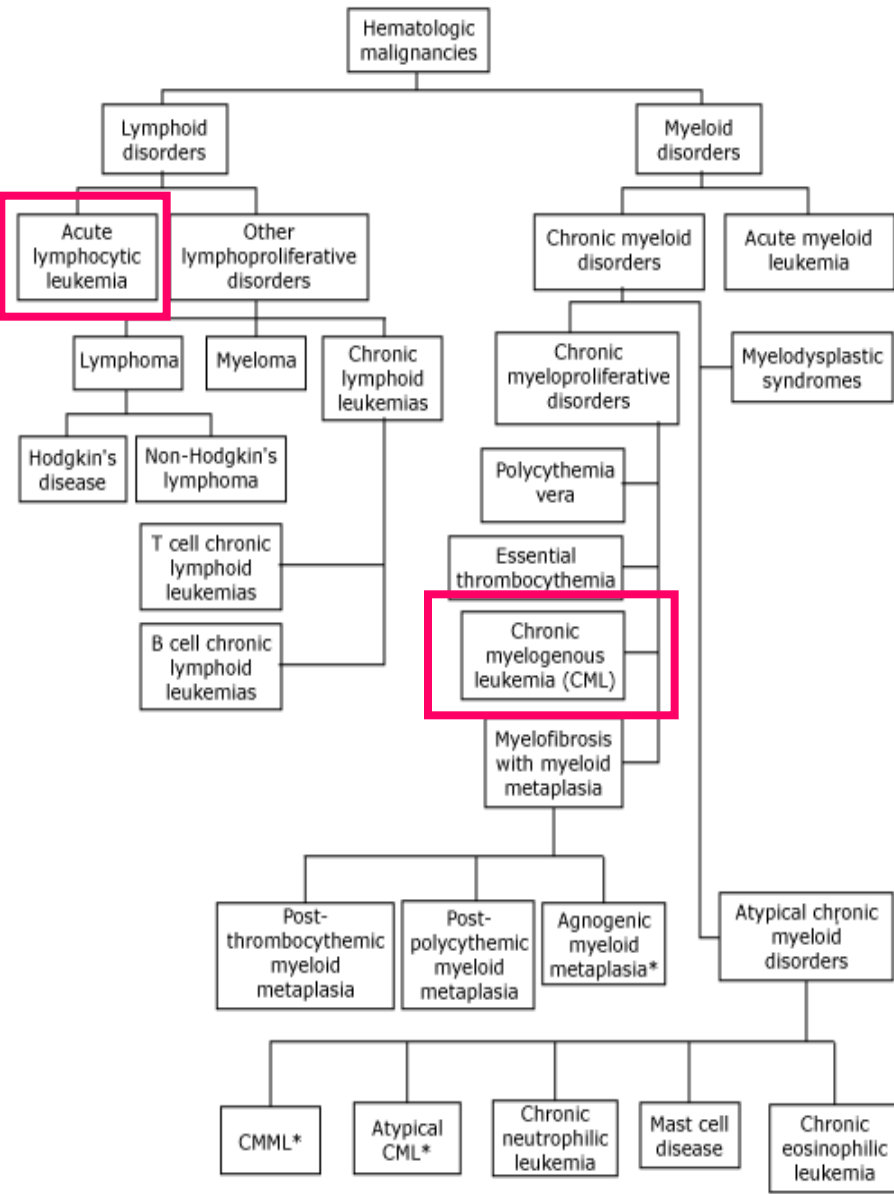 Hematologic
malignancies
Lymphoid
disorders
Myeloid
disorders
Acute
lymphocytic
leukemia
Other
lymphoproliferative
disorders
Chronic myeloid
disorders
Acute myeloid
leukemia
Lymphoma
Myeloma
Chronic
lymphoid
leukemias
Chronic
myeloproliferative
disorders
Myelodysplastic
syndromes
Hodgkin's
disease
Non-Hodgkin's
lymphoma
Polycythemia
vera
T cell chronic
lymphoid
leukemias
Essential
thrombocythemia
B cell chronic
lymphoid
leukemias
Chronic
myelogenous
leukemia (CML)
Myelofibrosis
with myeloid
metaplasia
Post-
thrombocythemic
myeloid
metaplasia
Post-
polycythemic
myeloid
metaplasia
Agnogenic
myeloid
metaplasia*
Atypical chronic
myeloid
disorders
CMML*
Atypical
CML*
Chronic
neutrophilic
leukemia
Mast cell
disease
Chronic
eosinophilic
leukemia